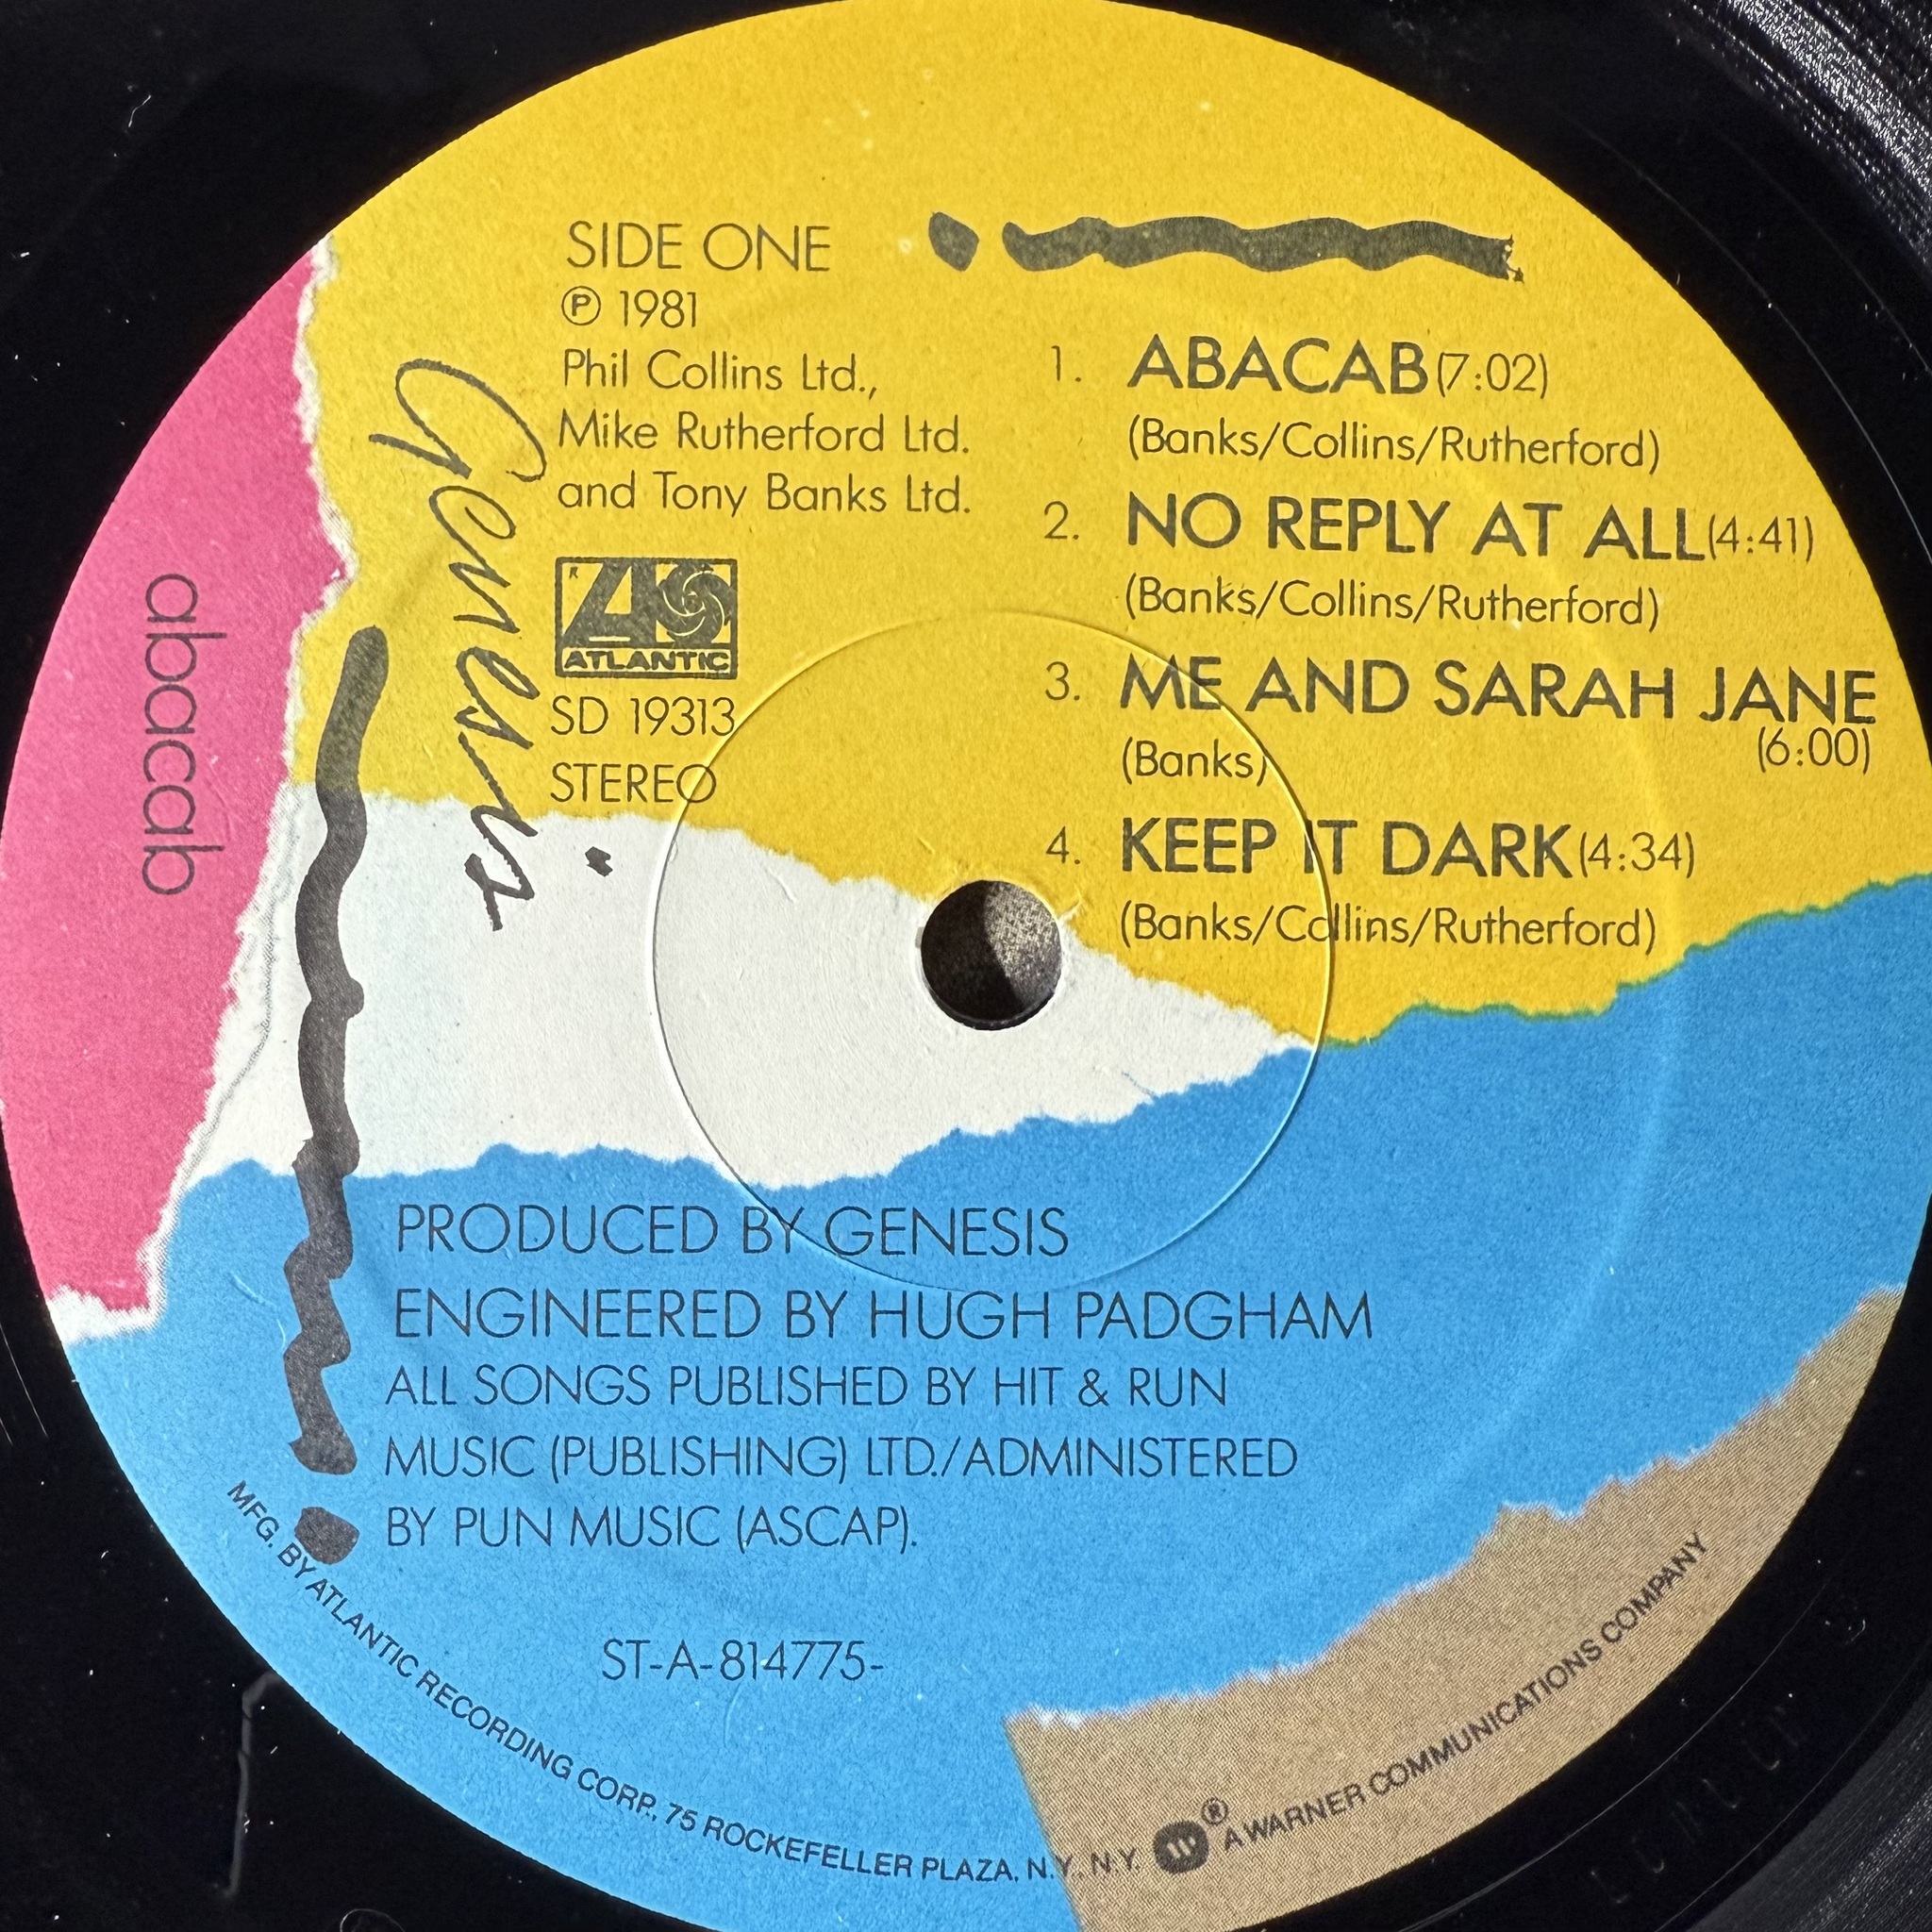 SIDE ONE
℗ 1981
Phil Collins Ltd.,
Mike Rutherford Ltd.
and Tony Banks Ltd.
R
ATLANTIC
SD 19313
STEREO
Genesis
abacab
1. ABACAB (7:02)
(Banks/Collins/Rutherford)
2. NO REPLY AT ALL (4:41)
(Banks/Collins/Rutherford)
3. ME AND SARAH JANE
(6:00)
(Banks)
4. KEEP IT DARK (4:34)
(Banks/Collins/Rutherford)
PRODUCED BY GENESIS
ENGINEERED BY HUGH PADGHAM
ALL SONGS PUBLISHED BY HIT & RUN
MUSIC (PUBLISHING) LTD./ADMINISTERED
BY PUN MUSIC (ASCAP).
ST-A-814775-
MFG. BY ATLANTIC RECORDING CORP., 75 ROCKEFELLER PLAZA, N.Y. N.Y. W ® A WARNER COMMUNICATIONS COMPANY